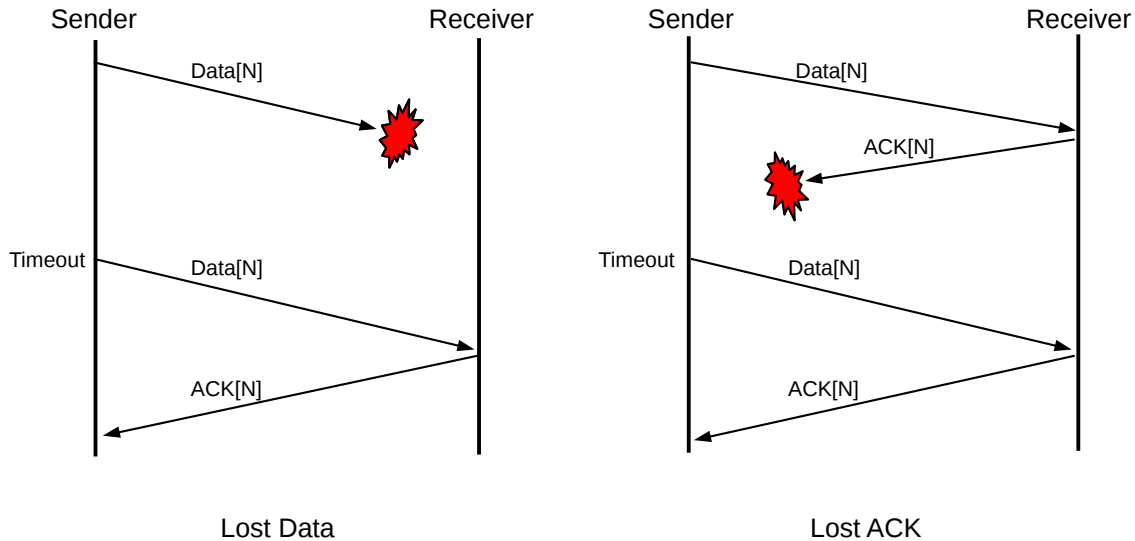 Sender
Receiver
Data[N]
Timeout
Data[N]
ACK[N]
Lost Data
Sender
Receiver
Data[N]
ACK[N]
Timeout
Data[N]
ACK[N]
Lost ACK